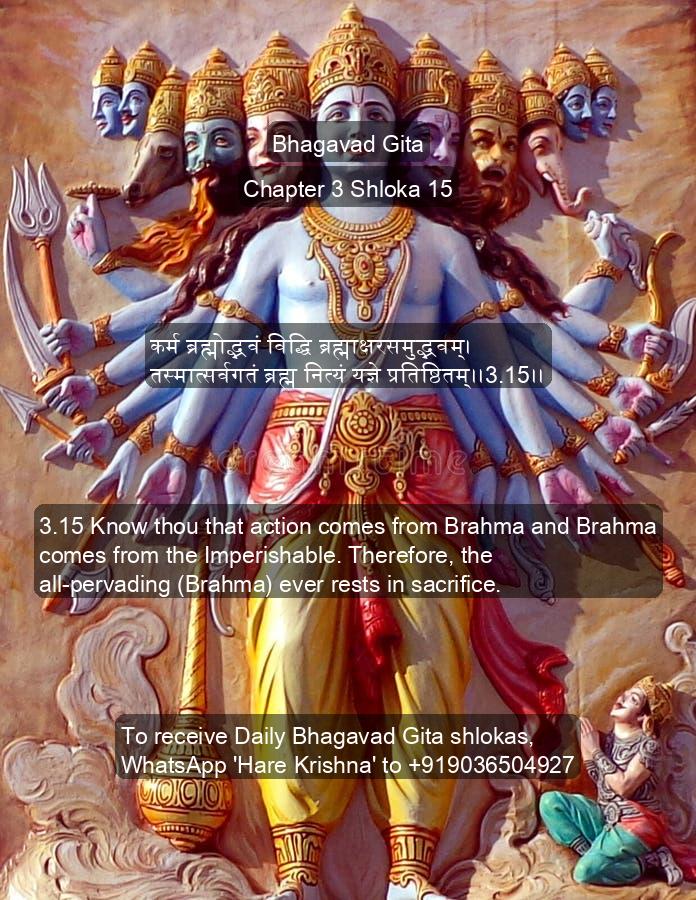 Bhagavad Gita
Chapter 3 Shloka 15
कर्म ब्रह्मोद्भवं विद्धि ब्रह्माक्षरसमुद्भवम्।
तस्मात्सर्वगतं ब्रह्म नित्यं यज्ञे प्रतिष्ठितम्।।3.15।।
3.15 Know thou that action comes from Brahma and Brahma
comes from the Imperishable. Therefore, the
all-pervading (Brahma) ever rests in sacrifice.
To receive Daily Bhagavad Gita shlokas,
WhatsApp 'Hare Krishna' to +919036504927